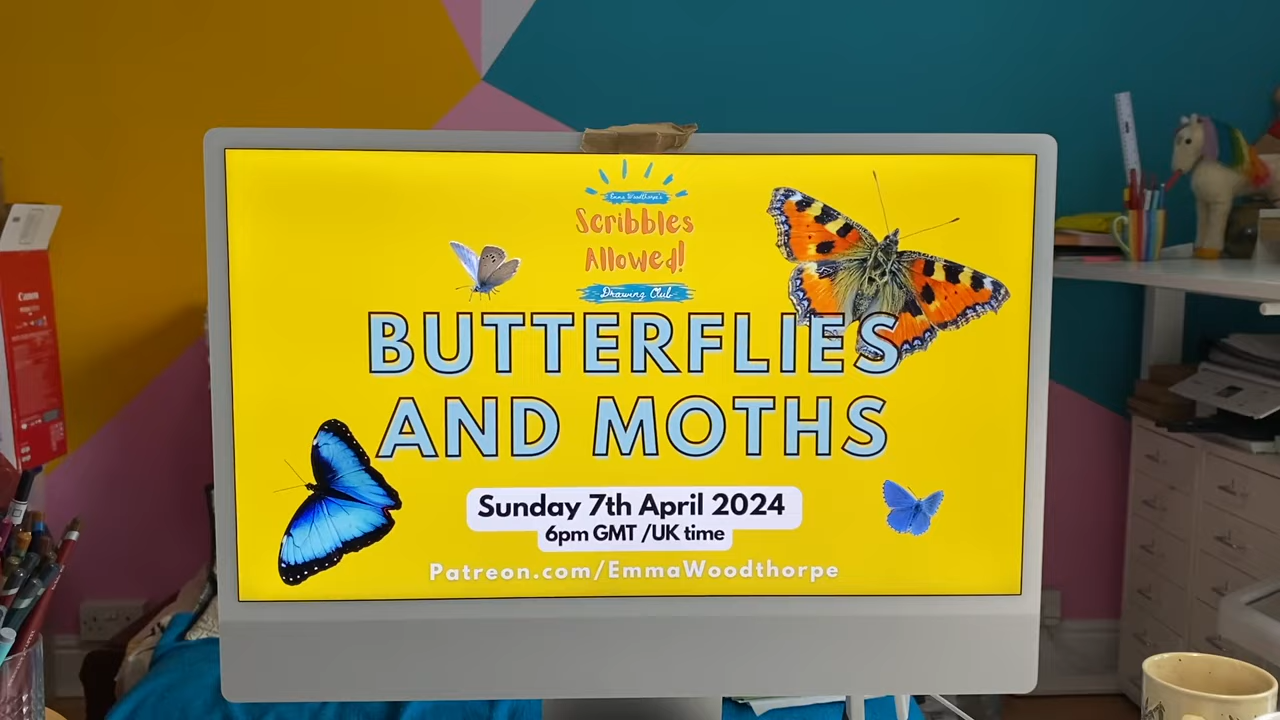 Canon
Emma Woodthorpe's
Scribbles
Allowed!
Drawing Club
BUTTERFLIES
AND MOTHS
Sunday 7th April 2024
6pm GMT /UK time
Patreon.com/EmmaWoodthorpe